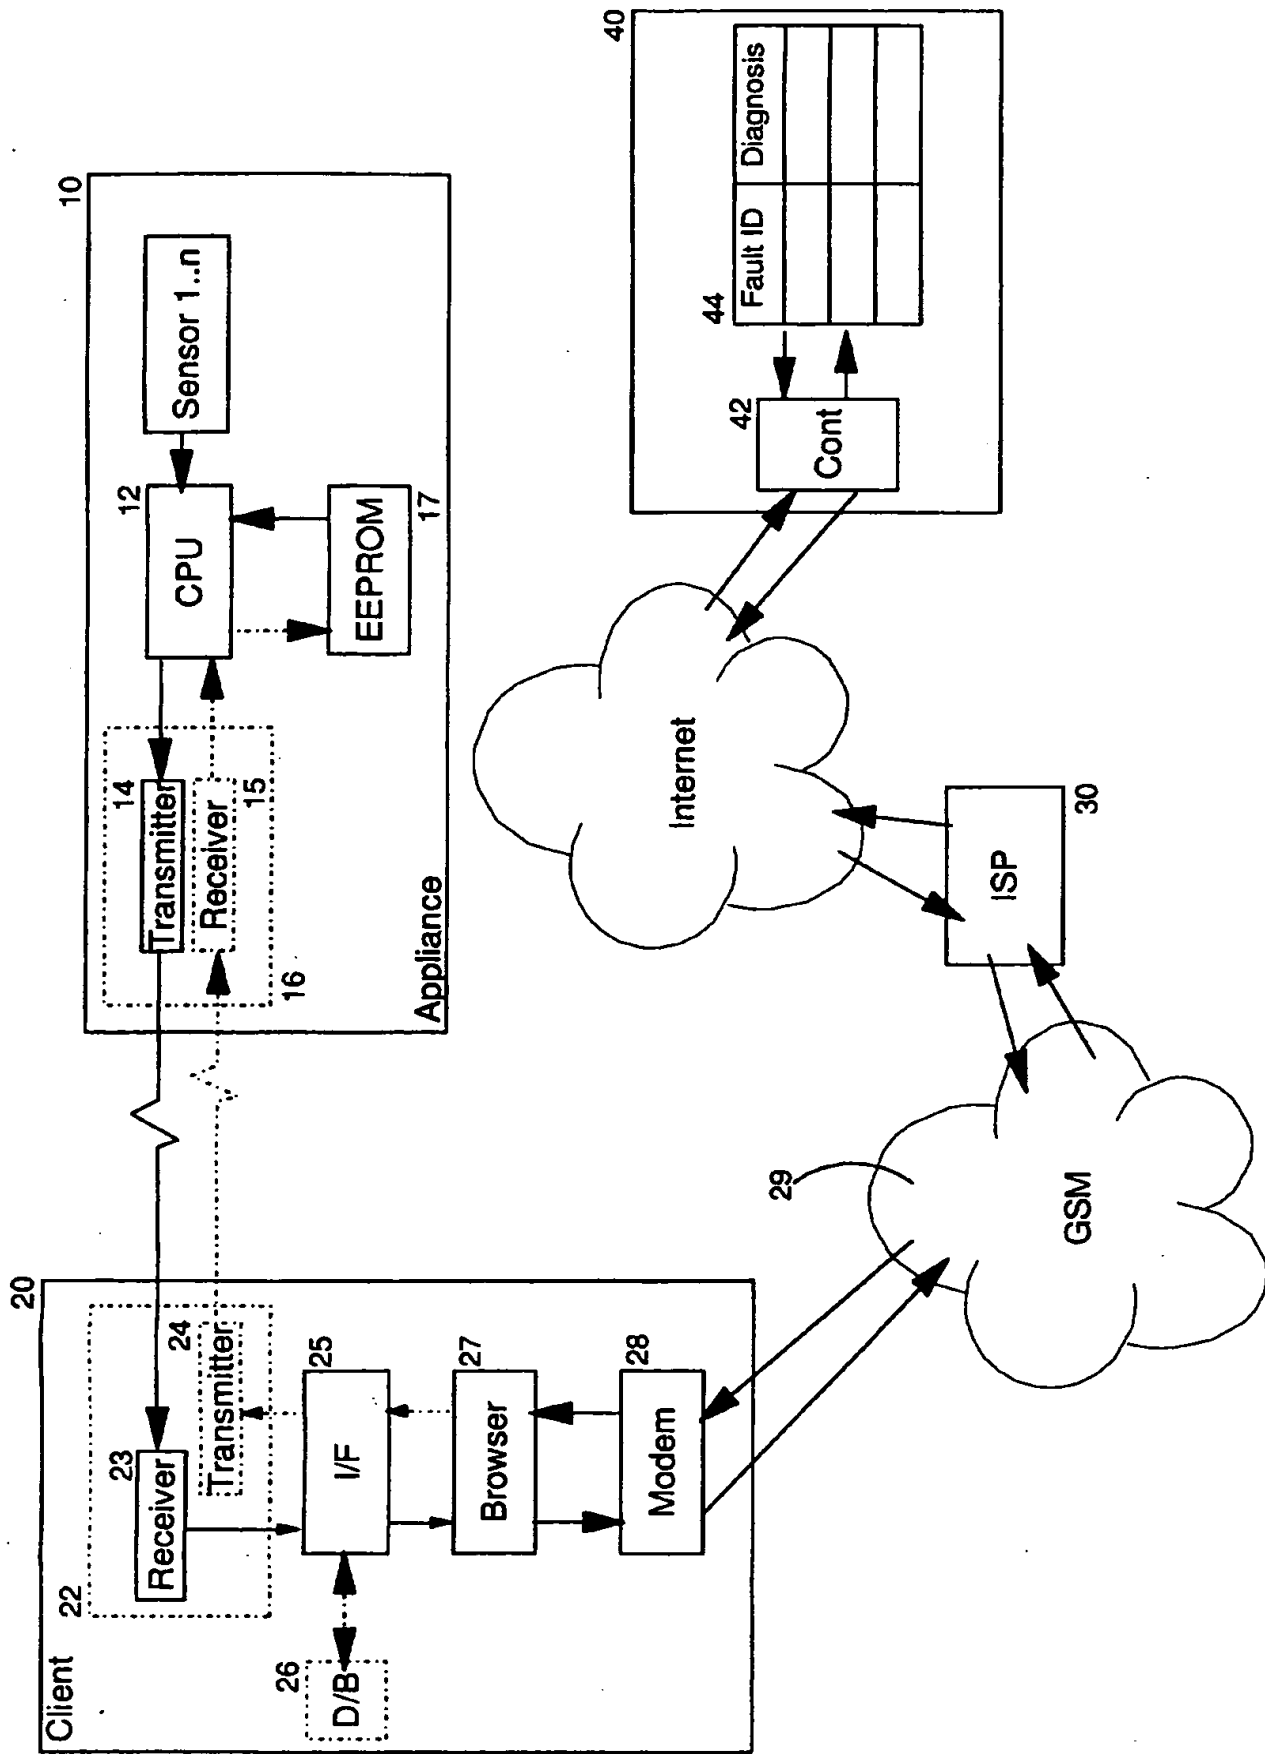 Client
20
22
23
Receiver
24
Transmitter
25
I/F
26
D/B
27
Browser
28
Modem
10
Appliance
16
14
Transmitter
15
Receiver
12
CPU
17
EEPROM
Sensor 1..n
29
GSM
30
ISP
Internet
40
42
Cont
44
Fault ID
Diagnosis